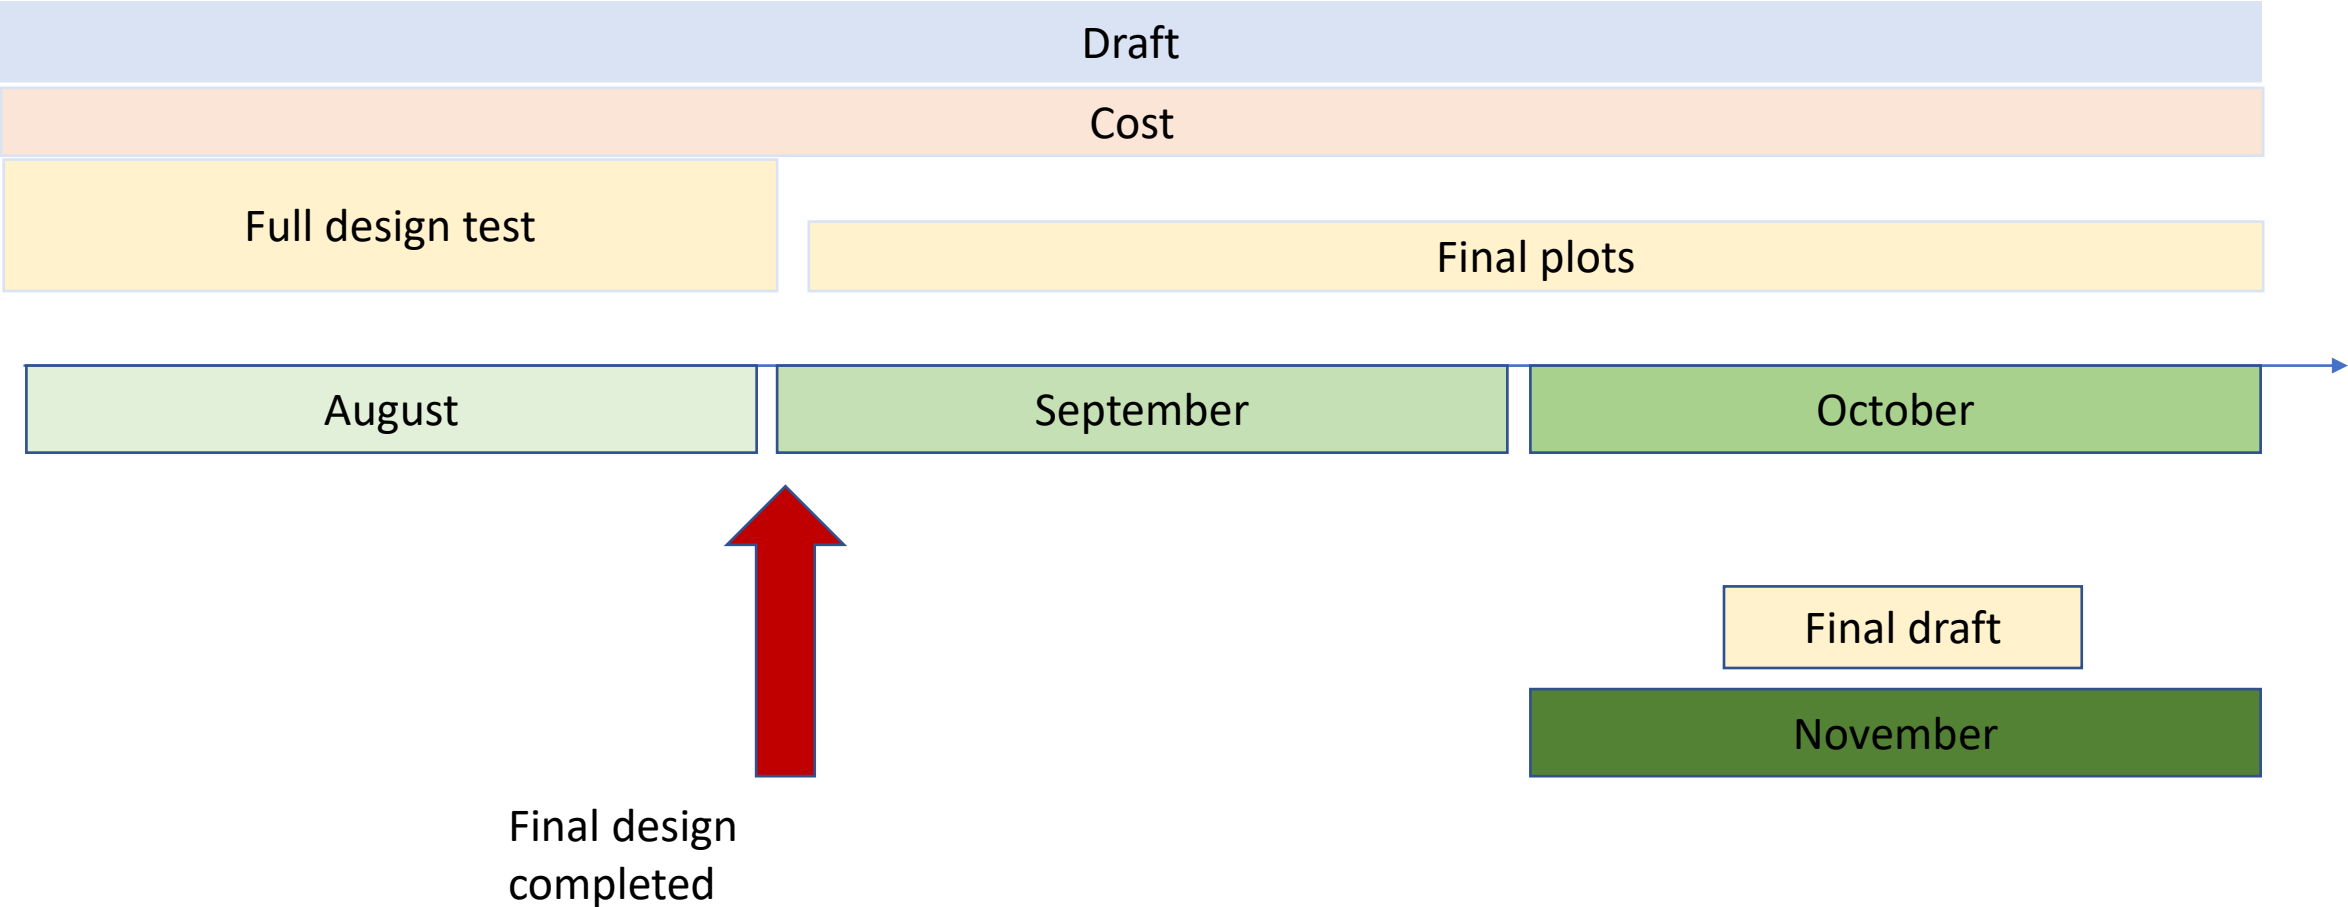 Draft
Cost
Full design test
Final plots
August
September
October
Final draft
November
Final design
completed